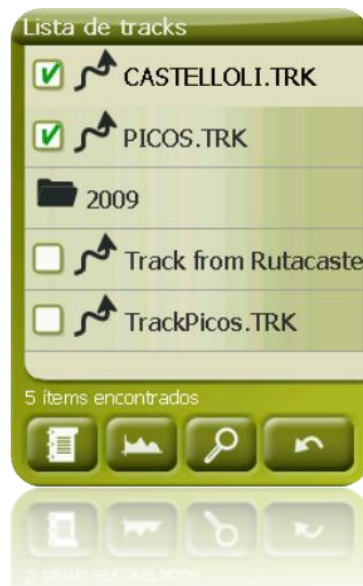 Lista de tracks
CASTELLOLI.TRK
PICOS.TRK
2009
Track from Rutacaste
TrackPicos.TRK
5 ítems encontrados